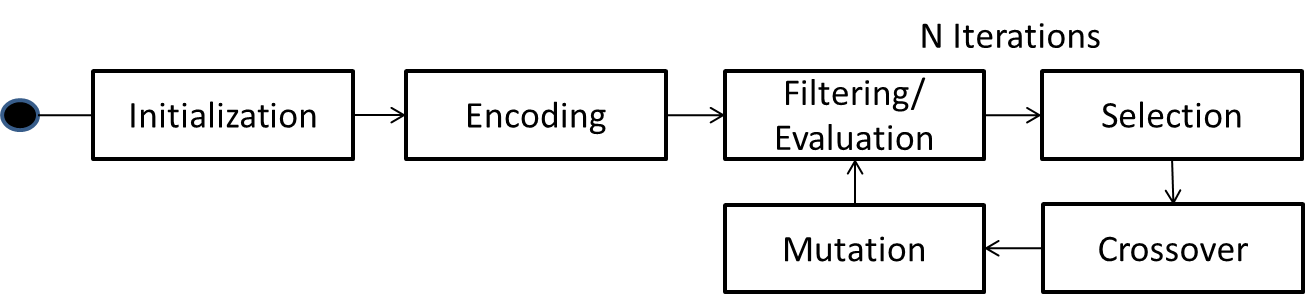 N Iterations
Initialization
Encoding
Filtering/
Evaluation
Selection
Mutation
Crossover